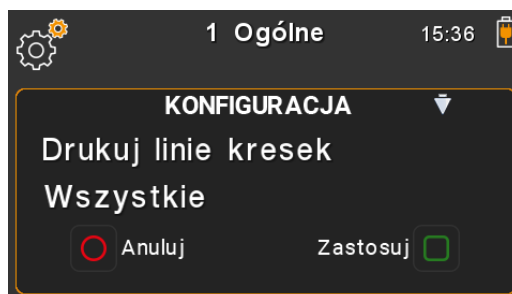 1 Ogólne 15:36
KONFIGURACJA
Drukuj linie kresek
Wszystkie
Anuluj Zastosuj